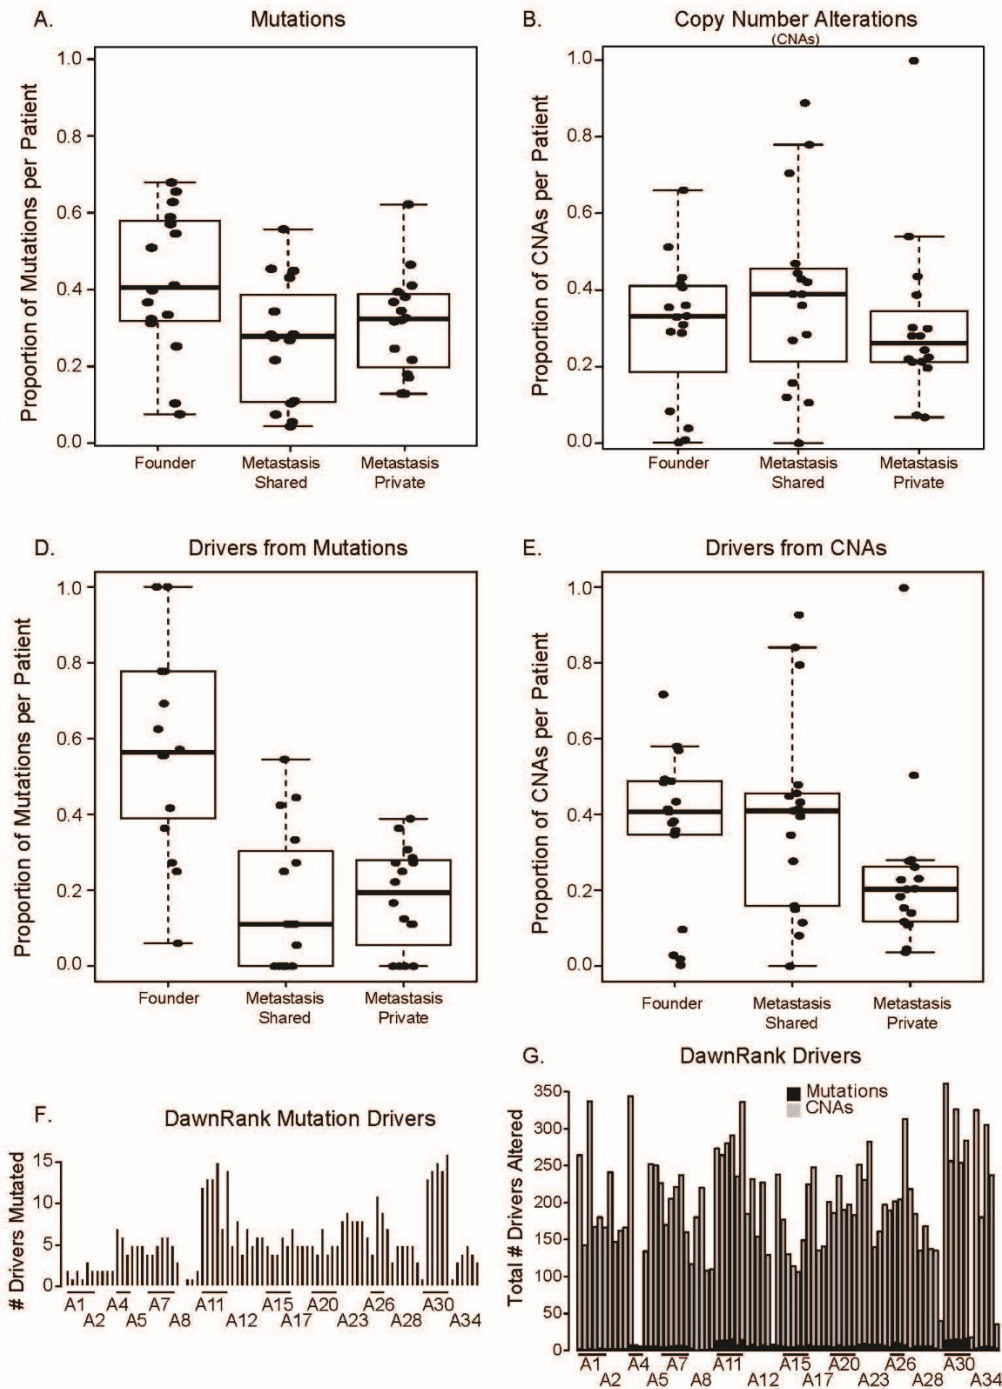 A. Mutations
Proportion of Mutations per Patient
1.0
0.8
0.6
0.4
0.2
0.0
Founder
Metastasis
Shared
Metastasis
Private
B. Copy Number Alterations
(CNAs)
Proportion of CNAs per Patient
1.0
0.8
0.6
0.4
0.2
0.0
Founder
Metastasis
Shared
Metastasis
Private
D. Drivers from Mutations
Proportion of Mutations per Patient
1.0
0.8
0.6
0.4
0.2
0.0
Founder
Metastasis
Shared
Metastasis
Private
E. Drivers from CNAs
Proportion of CNAs per Patient
1.0
0.8
0.6
0.4
0.2
0.0
Founder
Metastasis
Shared
Metastasis
Private
F. DawnRank Mutation Drivers
# Drivers Mutated
15
10
5
0
A1 A4 A7 A11 A15 A20 A26 A30
A2 A5 A8 A12 A17 A23 A28 A34
G. DawnRank Drivers
Mutations
CNAs
Total # Drivers Altered
350
300
250
200
150
100
50
0
A1 A4 A7 A11 A15 A20 A26 A30
A2 A5 A8 A12 A17 A23 A28 A34